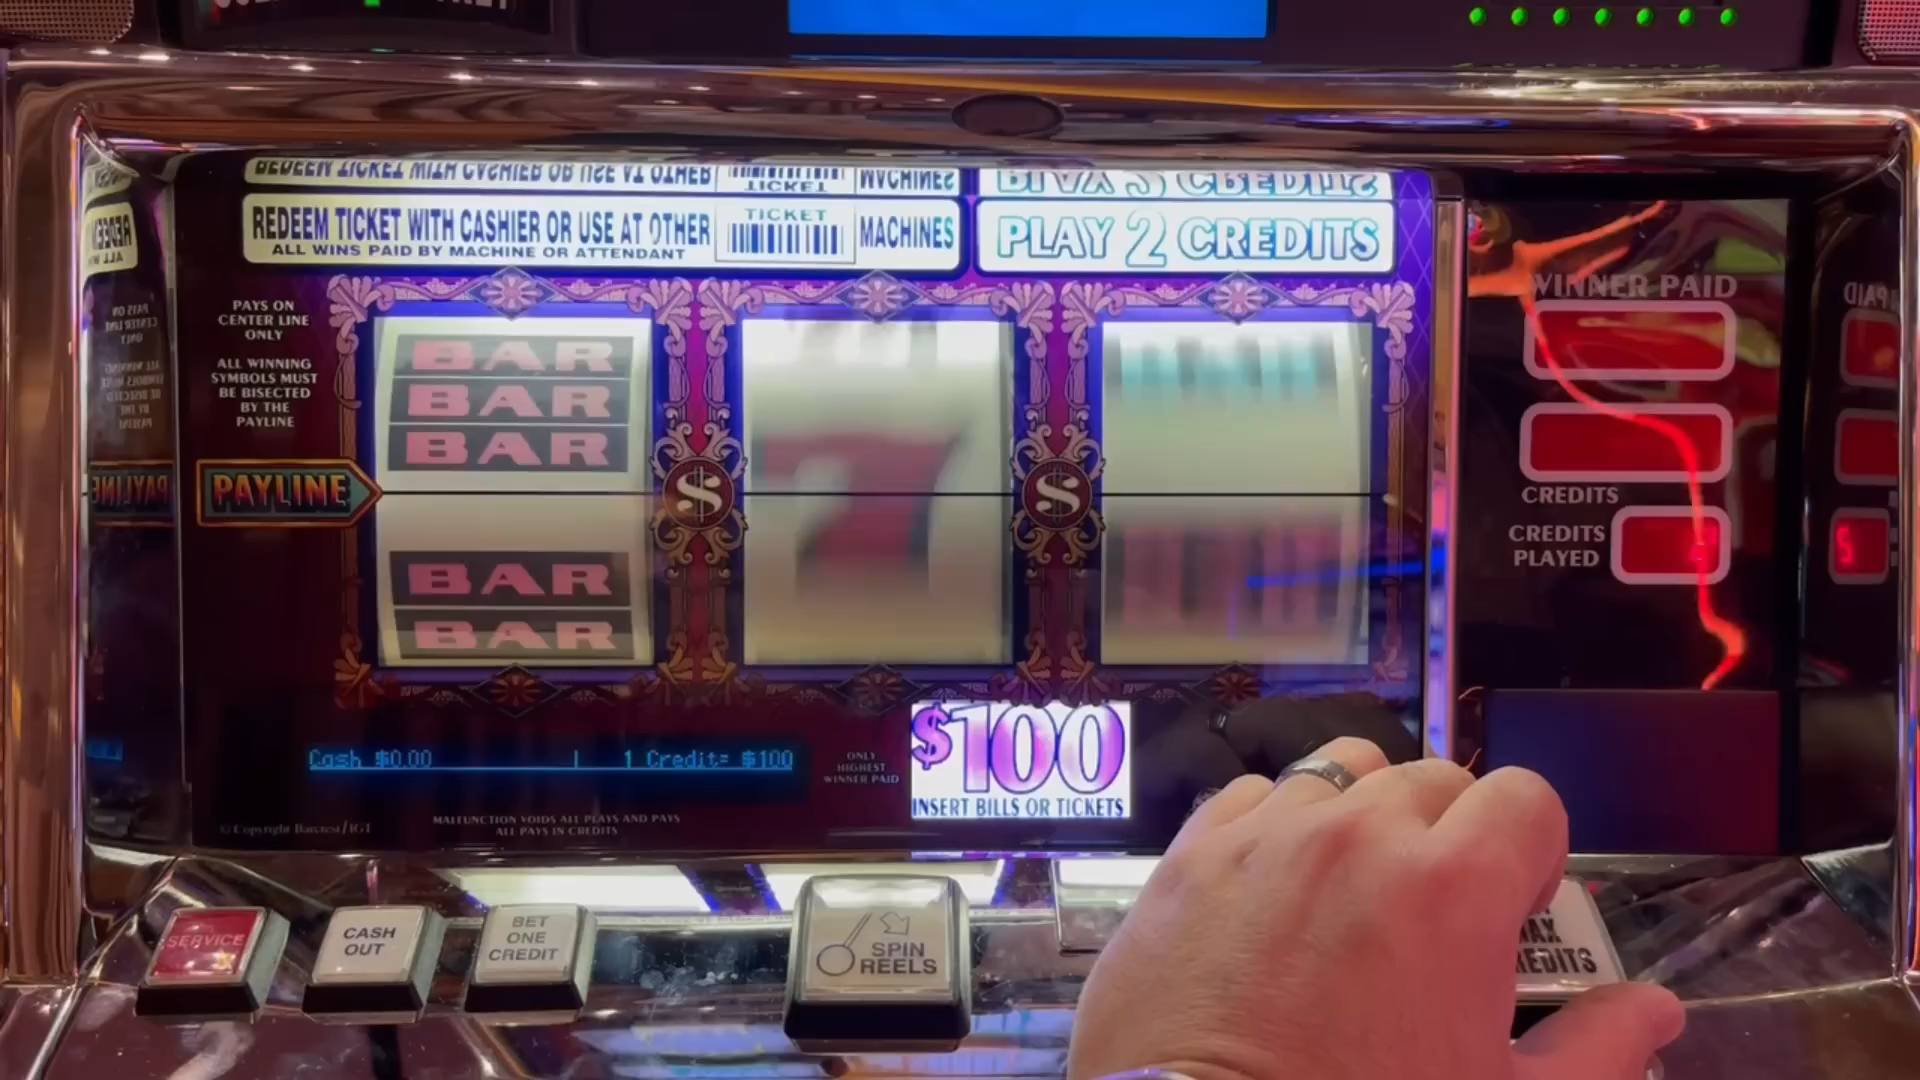 REDEEM TICKET WITH CASHIER OR USE AT OTHER
ALL WINS PAID BY MACHINE OR ATTENDANT
TICKET
MACHINES
PLAY 2 CREDITS
PAYS ON
CENTER LINE
ONLY
ALL WINNING
SYMBOLS MUST
BE BISECTED
BY THE
PAYLINE
PAYLINE
BAR
BAR
BAR
BAR
BAR
7
$
$
WINNER PAID
CREDITS
CREDITS
PLAYED
Cash $0.00 | 1 Credit= $100
ONLY
HIGHEST
WINNER PAID
$100
INSERT BILLS OR TICKETS
© Copyright Barcrest/IGT
MALFUNCTION VOIDS ALL PLAYS AND PAYS
ALL PAYS IN CREDITS
SERVICE
CASH
OUT
BET
ONE
CREDIT
SPIN
REELS